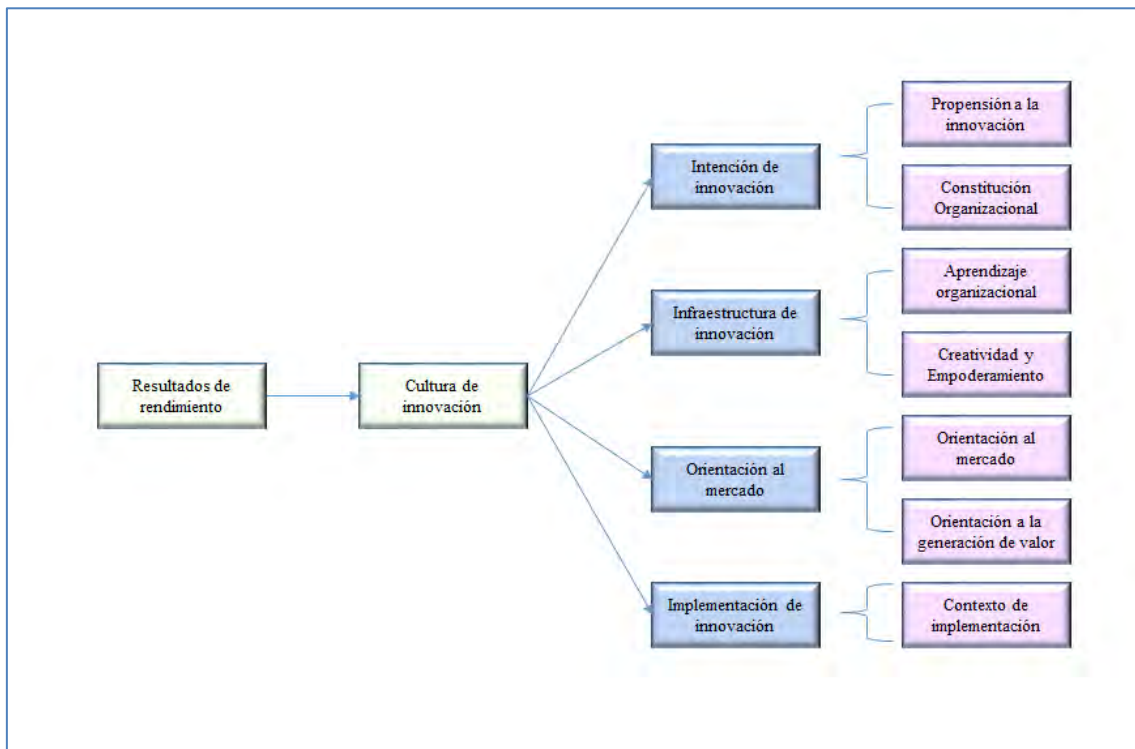 Propensión a la
innovación
Intención de
innovación
Constitución
Organizacional
Aprendizaje
organizacional
Infraestructura de
innovación
Creatividad y
Empoderamiento
Resultados de
rendimiento
Cultura de
innovación
Orientación al
mercado
Orientación al
mercado
Orientación a la
generación de valor
Implementación de
innovación
Contexto de
implementación